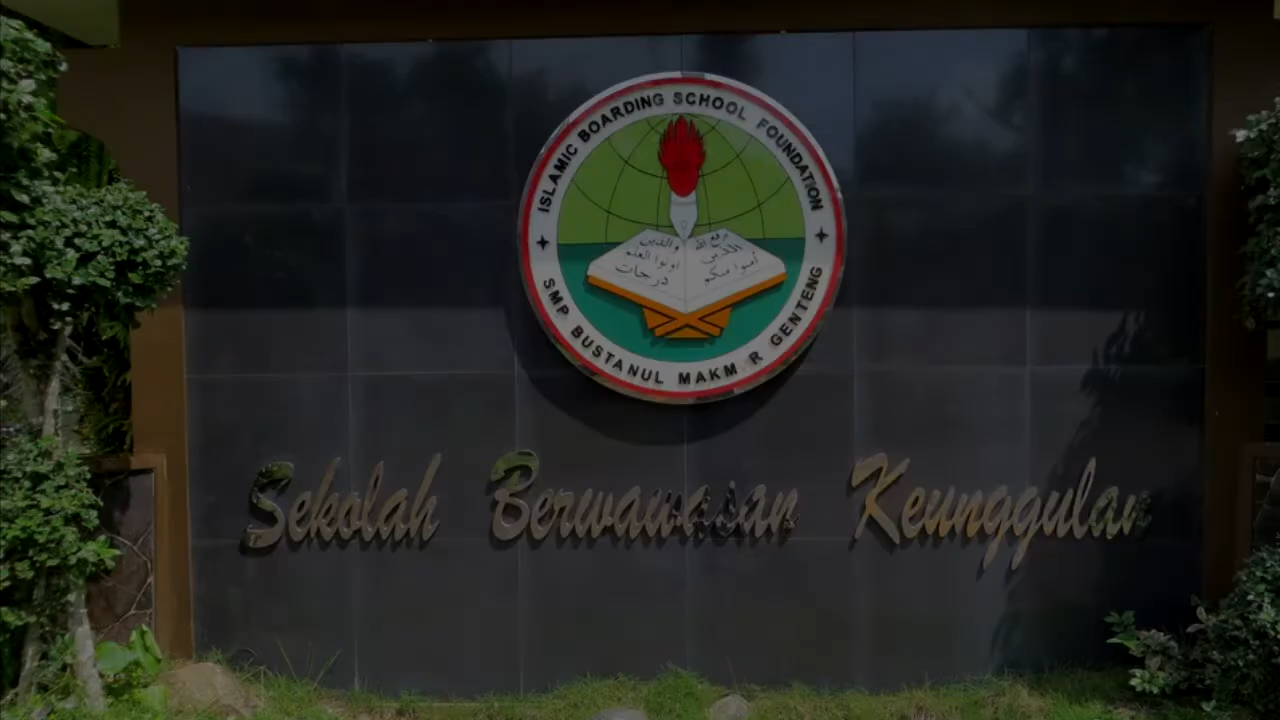 ISLAMIC BOARDING SCHOOL FOUNDATION
والذين
اوتوا العلم
درجات
يرفع الله
الذين
آمنوا منكم
SMP BUSTANUL MAKM R GENTENG
Sekolah Berwawasan Keunggulan